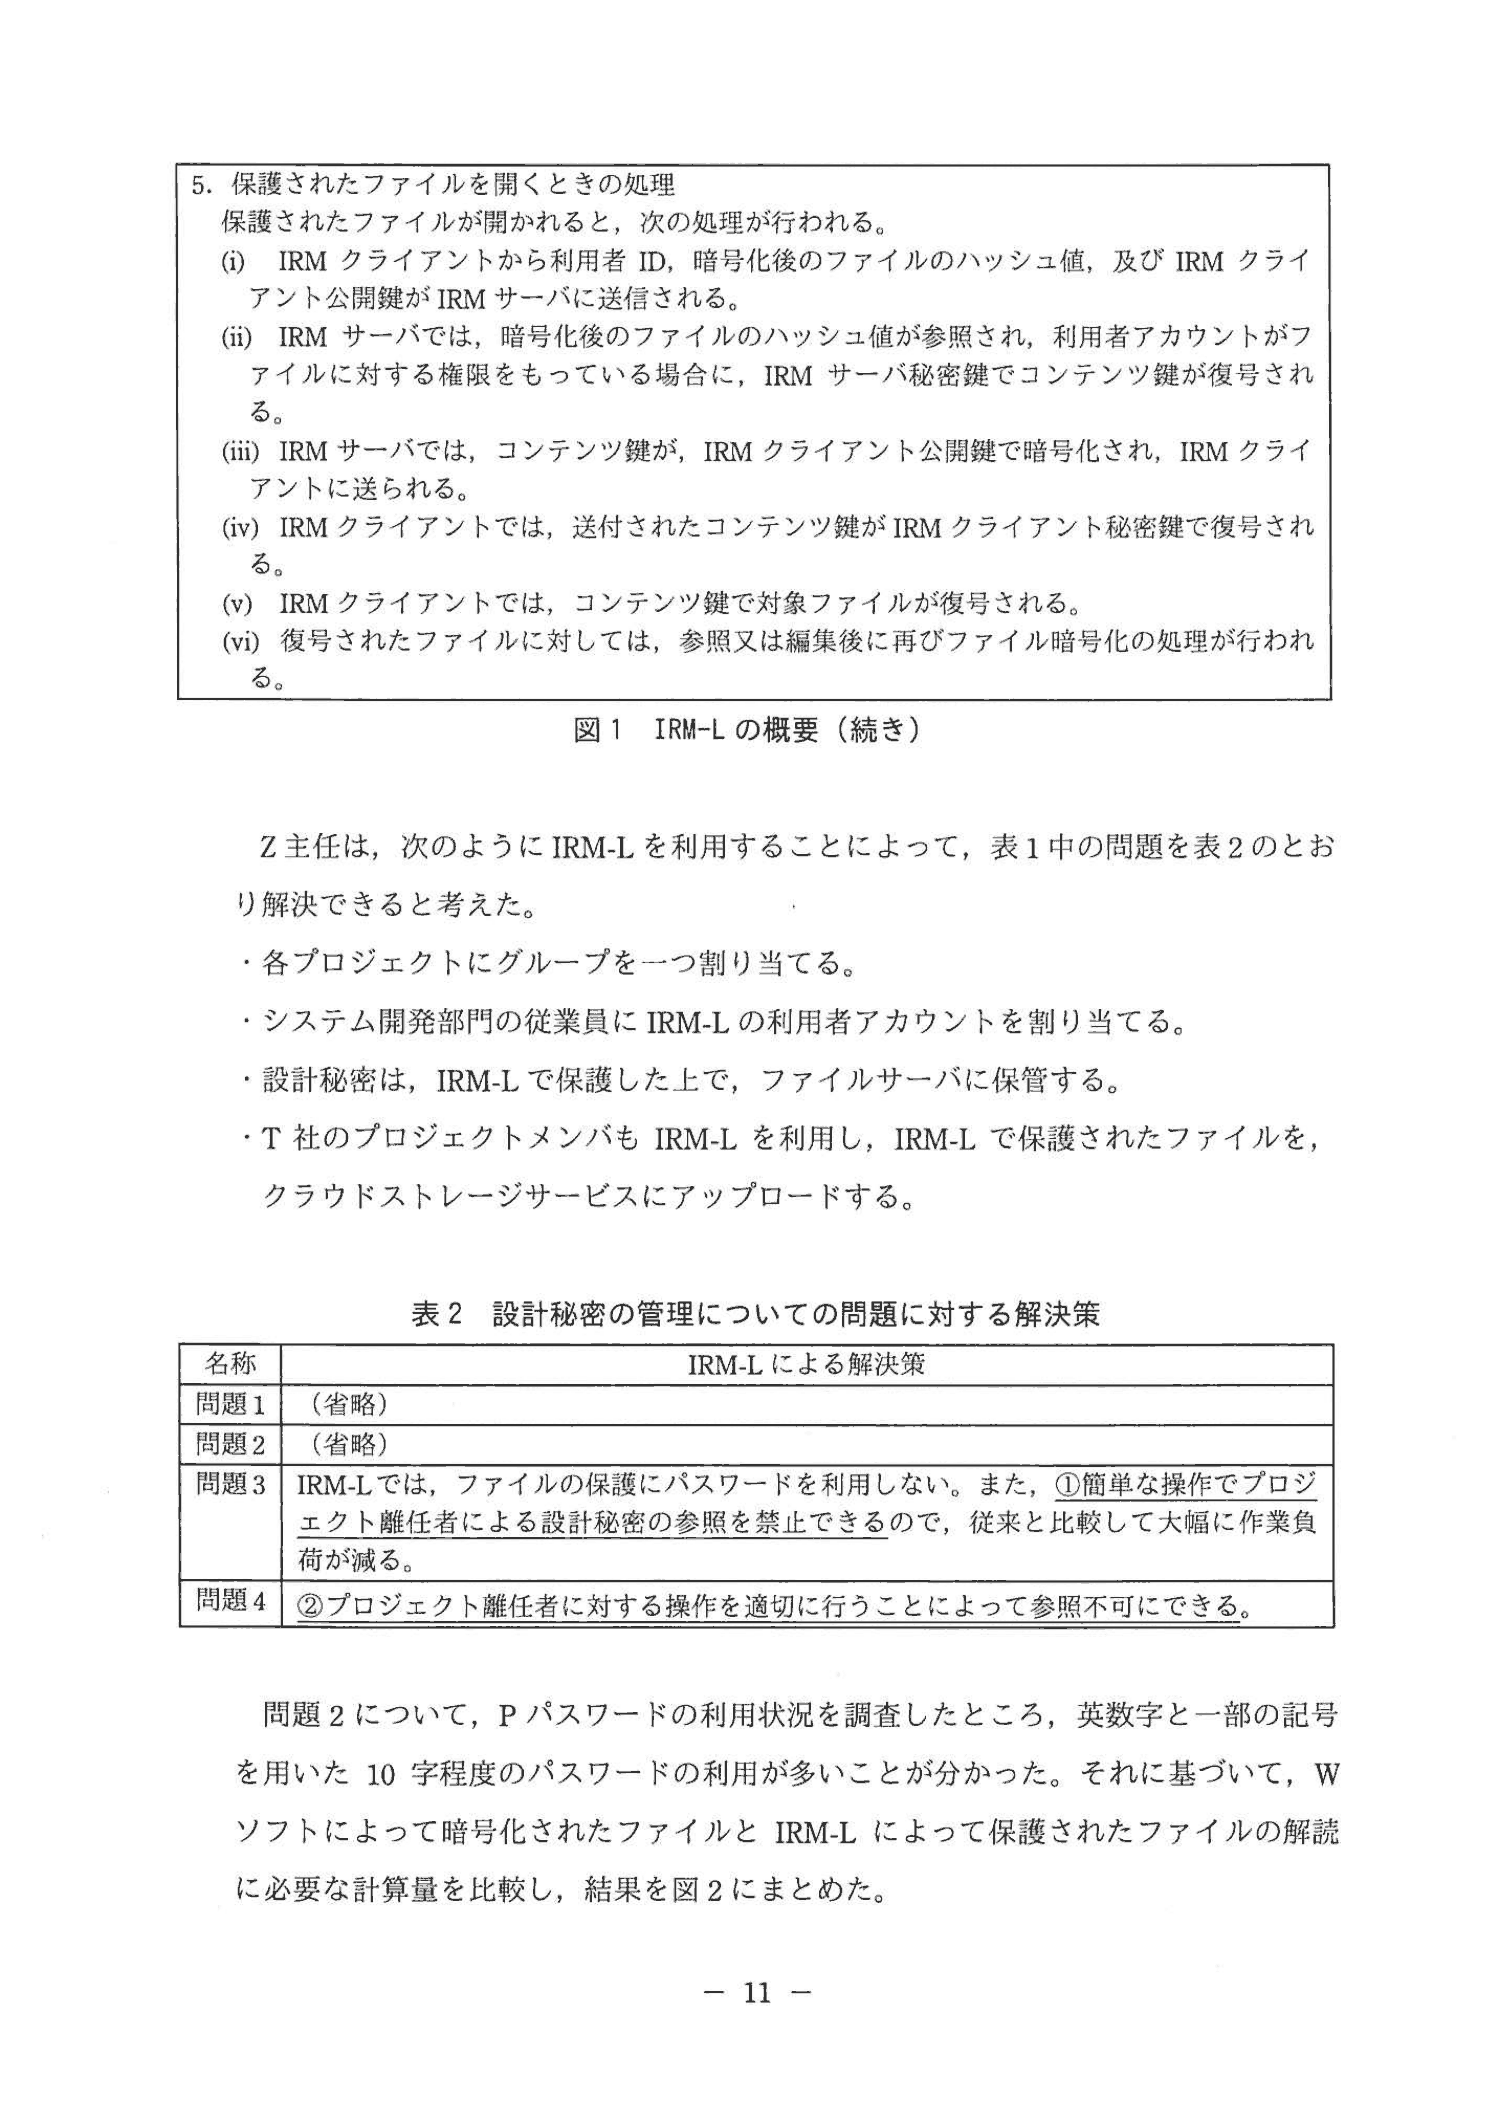 5. 保護されたファイルを開くときの処理
保護されたファイルが開かれると，次の処理が行われる。
(i) IRM クライアントから利用者 ID，暗号化後のファイルのハッシュ値，及び IRM クライ
アント公開鍵が IRM サーバに送信される。
(ii) IRM サーバでは，暗号化後のファイルのハッシュ値が参照され，利用者アカウントがフ
ァイルに対する権限をもっている場合に，IRM サーバ秘密鍵でコンテンツ鍵が復号され
る。
(iii) IRM サーバでは，コンテンツ鍵が，IRM クライアント公開鍵で暗号化され，IRM クライ
アントに送られる。
(iv) IRM クライアントでは，送付されたコンテンツ鍵が IRM クライアント秘密鍵で復号され
る。
(v) IRM クライアントでは，コンテンツ鍵で対象ファイルが復号される。
(vi) 復号されたファイルに対しては，参照又は編集後に再びファイル暗号化の処理が行われ
る。
図1 IRM-L の概要（続き）
Z 主任は，次のように IRM-L を利用することによって，表1中の問題を表2のとお
り解決できると考えた。
・各プロジェクトにグループを一つ割り当てる。
・システム開発部門の従業員に IRM-L の利用者アカウントを割り当てる。
・設計秘密は，IRM-L で保護した上で，ファイルサーバに保管する。
・T 社のプロジェクトメンバも IRM-L を利用し，IRM-L で保護されたファイルを，
クラウドストレージサービスにアップロードする。
表2 設計秘密の管理についての問題に対する解決策
名称 IRM-L による解決策
問題1 （省略）
問題2 （省略）
問題3 IRM-L では，ファイルの保護にパスワードを利用しない。また，①簡単な操作でプロジ
ェクト離任者による設計秘密の参照を禁止できるので，従来と比較して大幅に作業負
荷が減る。
問題4 ②プロジェクト離任者に対する操作を適切に行うことによって参照不可にできる。
問題2について，P パスワードの利用状況を調査したところ，英数字と一部の記号
を用いた 10 字程度のパスワードの利用が多いことが分かった。それに基づいて，W
ソフトによって暗号化されたファイルと IRM-L によって保護されたファイルの解読
に必要な計算量を比較し，結果を図2にまとめた。
－ 11 －